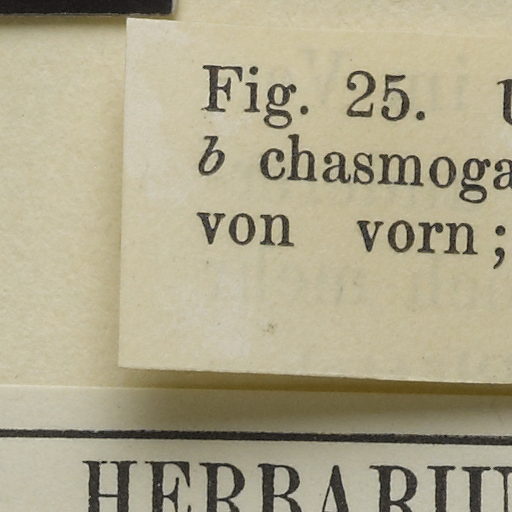 Fig. 25.
b chasmoga
von vorn;
HERBARIU